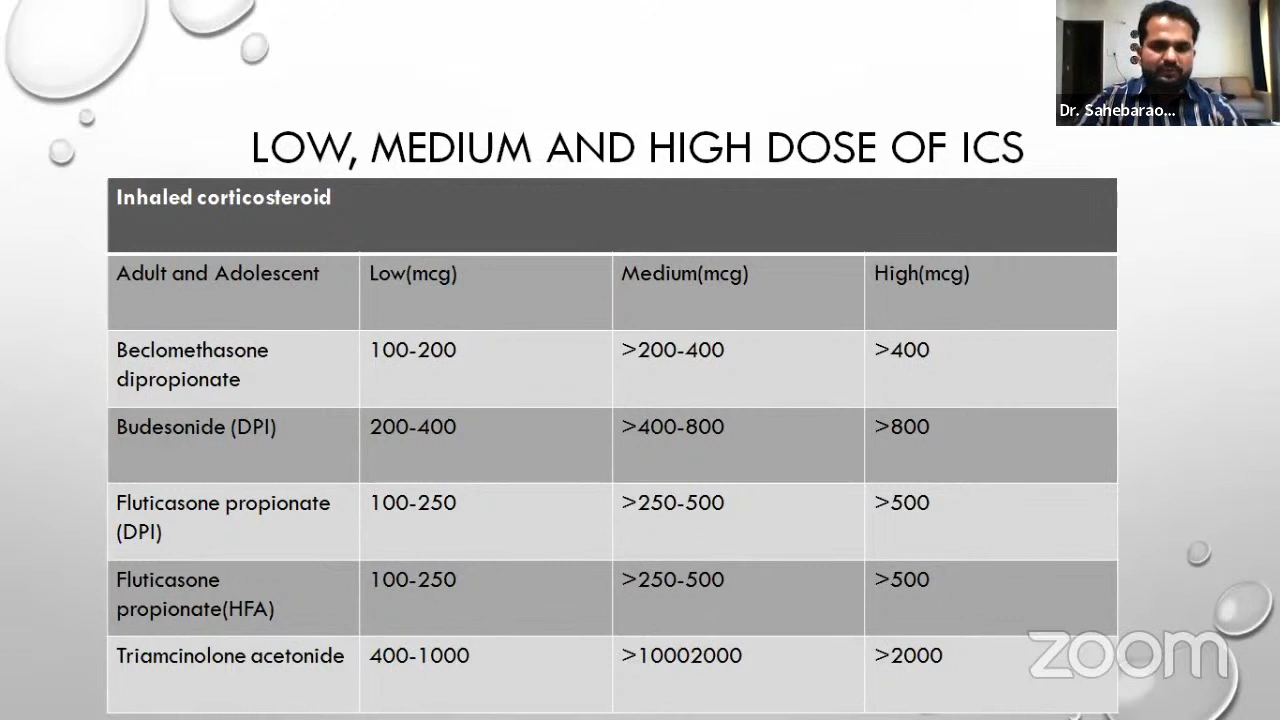 Dr. Sahebarao...
LOW, MEDIUM AND HIGH DOSE OF ICS
Inhaled corticosteroid
Adult and Adolescent Low(mcg) Medium(mcg) High(mcg)
Beclomethasone
dipropionate 100-200 >200-400 >400
Budesonide (DPI) 200-400 >400-800 >800
Fluticasone propionate
(DPI) 100-250 >250-500 >500
Fluticasone
propionate(HFA) 100-250 >250-500 >500
Triamcinolone acetonide 400-1000 >10002000 >2000
zoom